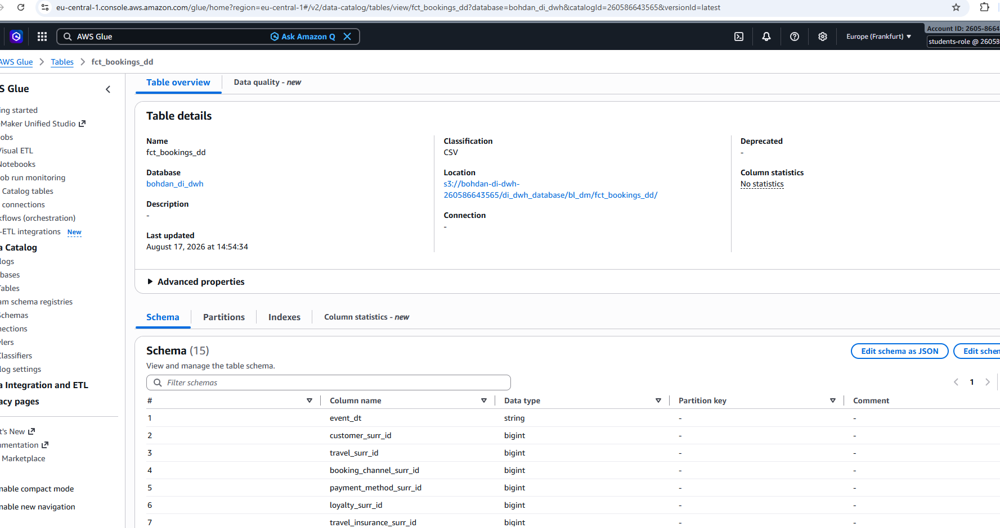 eu-central-1.console.aws.amazon.com/glue/home?region=eu-central-1#/v2/data-catalog/tables/view/fct_bookings_dd?database=bohdan_di_dwh&catalogId=260586643565&versionId=latest
AWS Glue
Ask Amazon Q
Europe (Frankfurt)
Account ID: 2605-8664
students-role @ 26058
AWS Glue > Tables > fct_bookings_dd
S Glue
ing started
Maker Unified Studio
obs
Visual ETL
Notebooks
ob run monitoring
Catalog tables
connections
kflows (orchestration)
-ETL integrations New
a Catalog
logs
bases
Tables
am schema registries
Schemas
nections
lers
Classifiers
log settings
a Integration and ETL
acy pages
t's New
umentation
Marketplace
nable compact mode
nable new navigation
Table overview
Data quality - new
Table details
Name
fct_bookings_dd
Database
bohdan_di_dwh
Description
-
Last updated
August 17, 2026 at 14:54:34
Classification
CSV
Location
s3://bohdan-di-dwh-
260586643565/di_dwh_database/bl_dm/fct_bookings_dd/
Connection
-
Deprecated
-
Column statistics
No statistics
Advanced properties
Schema
Partitions
Indexes
Column statistics - new
Schema (15)
View and manage the table schema.
Edit schema as JSON
Edit schem
Filter schemas
1
# Column name Data type Partition key Comment
1 event_dt string - -
2 customer_surr_id bigint - -
3 travel_surr_id bigint - -
4 booking_channel_surr_id bigint - -
5 payment_method_surr_id bigint - -
6 loyalty_surr_id bigint - -
7 travel_insurance_surr_id bigint - -